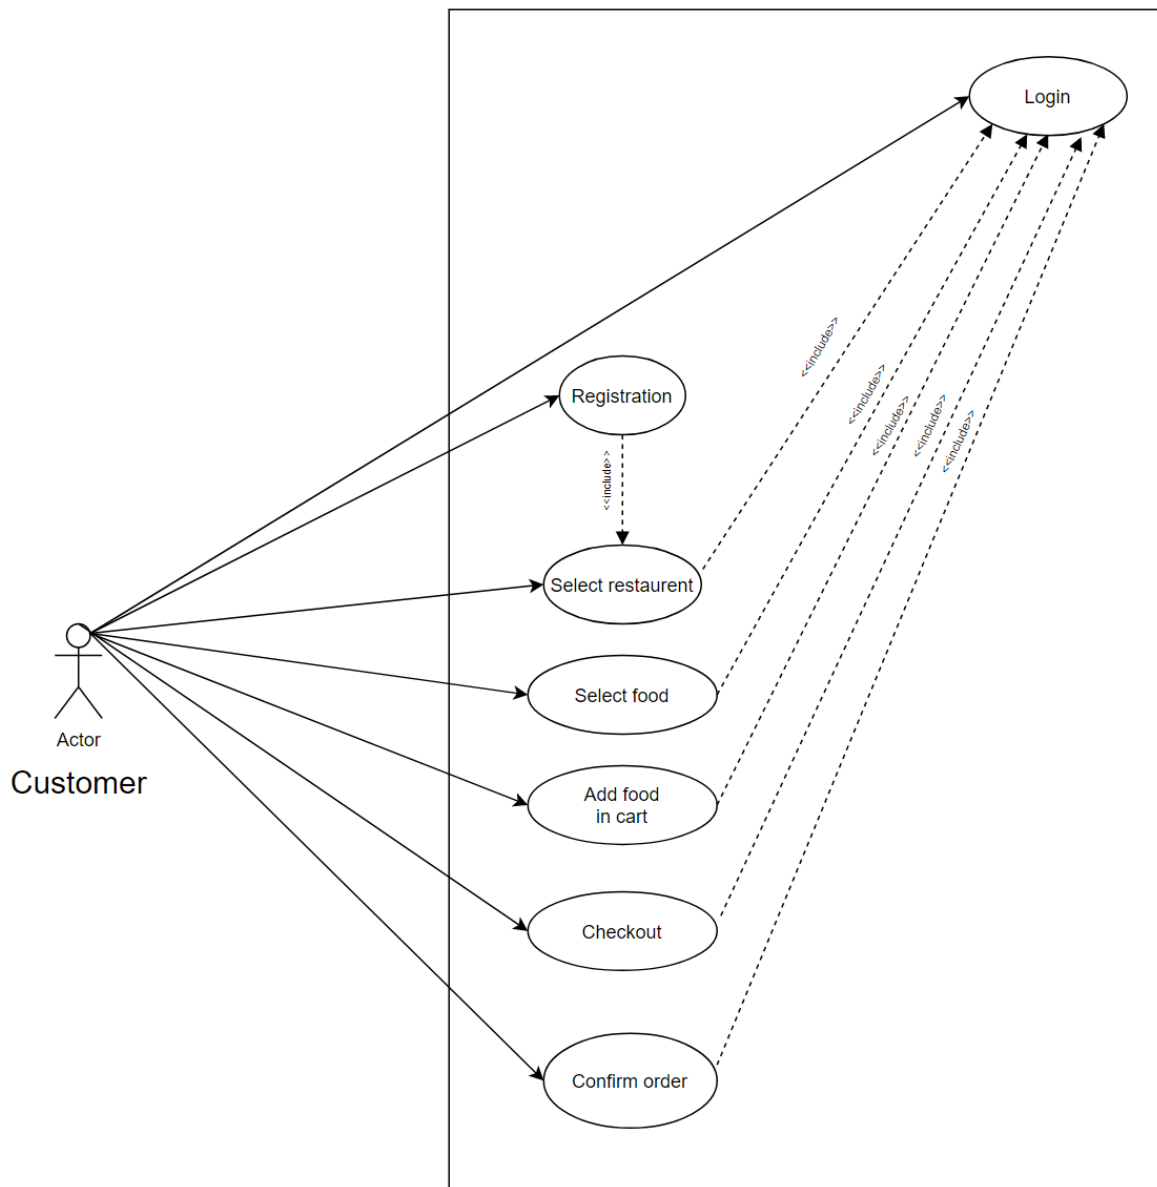 Login
<<include>>
Registration
<<include>>
<<include>>
<<include>>
<<include>>
<<include>>
Select restaurent
Select food
Actor
Customer
Add food
in cart
Checkout
Confirm order